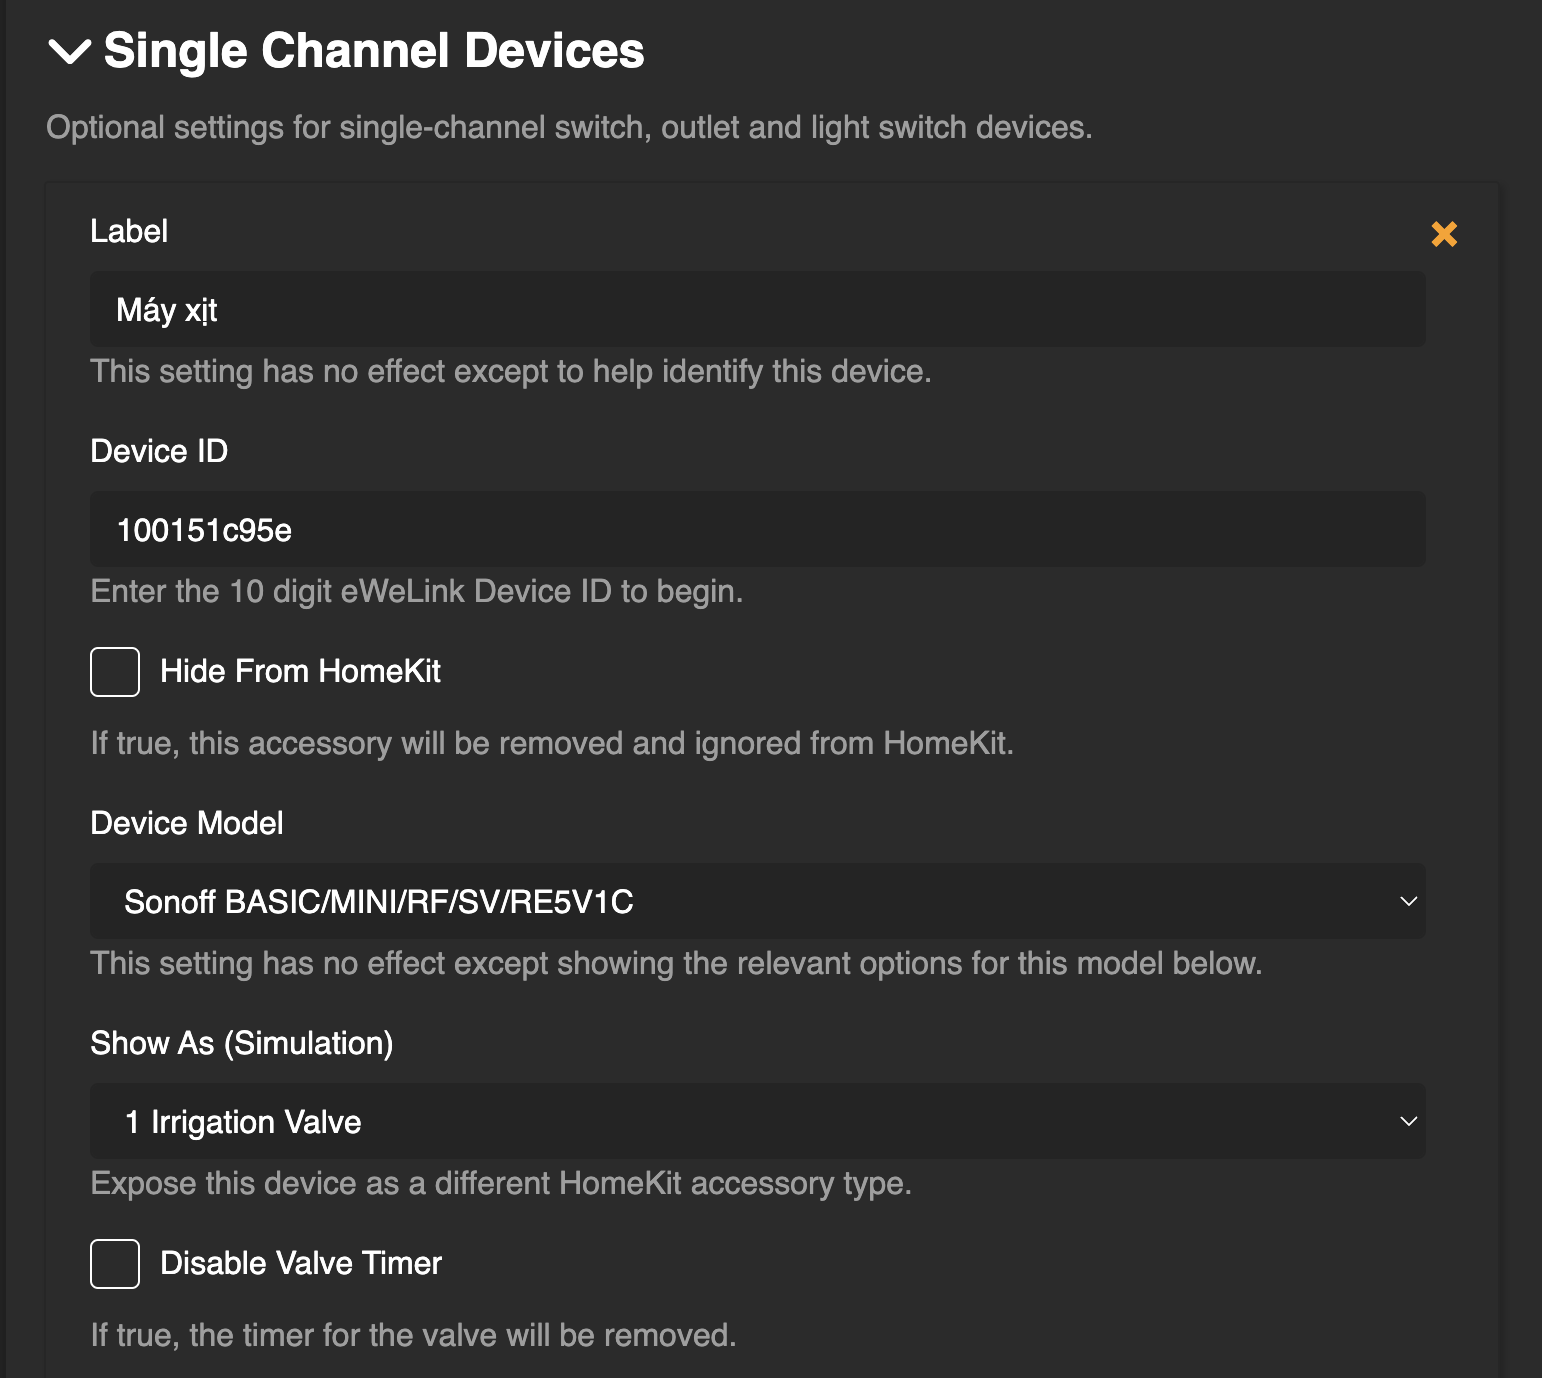 Single Channel Devices
Optional settings for single-channel switch, outlet and light switch devices.
Label
Máy xịt
This setting has no effect except to help identify this device.
Device ID
100151c95e
Enter the 10 digit eWeLink Device ID to begin.
Hide From HomeKit
If true, this accessory will be removed and ignored from HomeKit.
Device Model
Sonoff BASIC/MINI/RF/SV/RE5V1C
This setting has no effect except showing the relevant options for this model below.
Show As (Simulation)
1 Irrigation Valve
Expose this device as a different HomeKit accessory type.
Disable Valve Timer
If true, the timer for the valve will be removed.